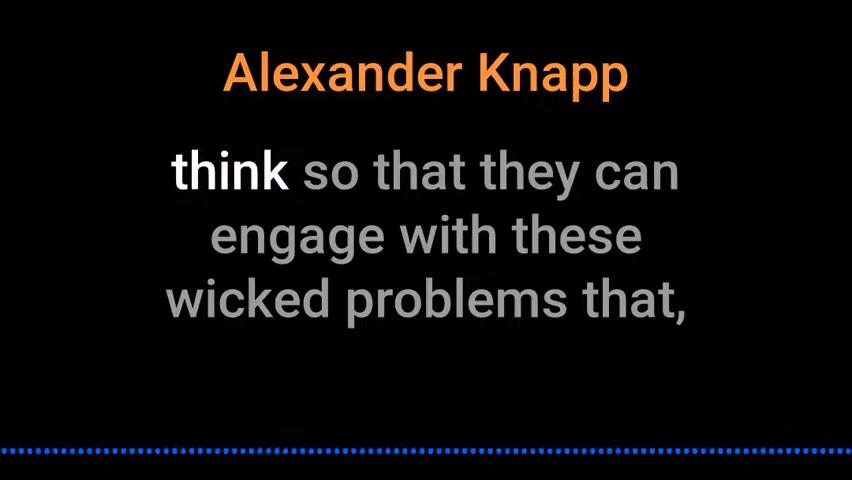 Alexander Knapp
think so that they can
engage with these
wicked problems that,